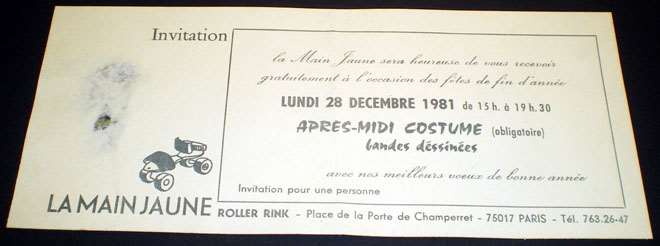 Invitation
la Main Jaune sera heureuse de vous recevoir
gratuitement à l'occasion des fêtes de fin d'année
LUNDI 28 DECEMBRE 1981 de 15 h. à 19 h. 30
APRES-MIDI COSTUME (obligatoire)
bandes déssinées
avec nos meilleurs voeux de bonne année
Invitation pour une personne
LA MAIN JAUNE ROLLER RINK - Place de la Porte de Champerret - 75017 PARIS - Tél. 763.26-47